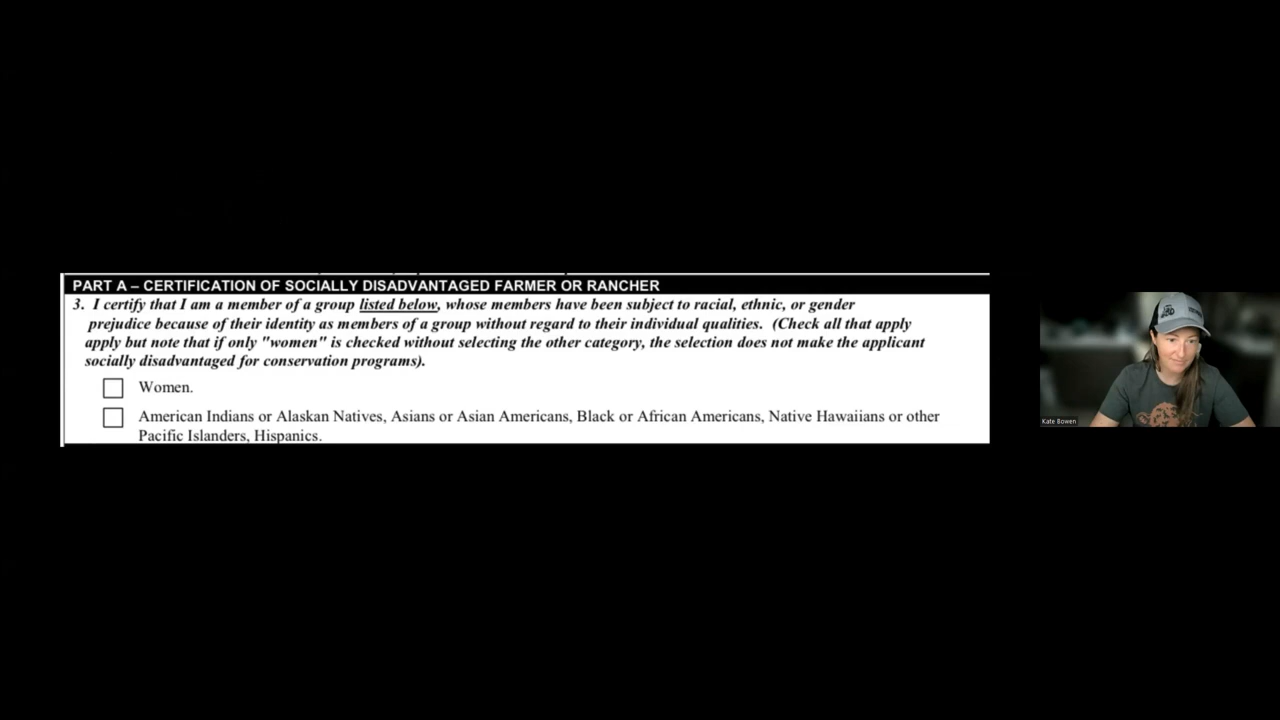 PART A – CERTIFICATION OF SOCIALLY DISADVANTAGED FARMER OR RANCHER
3. I certify that I am a member of a group listed below, whose members have been subject to racial, ethnic, or gender
prejudice because of their identity as members of a group without regard to their individual qualities. (Check all that apply
apply but note that if only "women" is checked without selecting the other category, the selection does not make the applicant
socially disadvantaged for conservation programs).
Women.
American Indians or Alaskan Natives, Asians or Asian Americans, Black or African Americans, Native Hawaiians or other
Pacific Islanders, Hispanics.
Kate Bowen